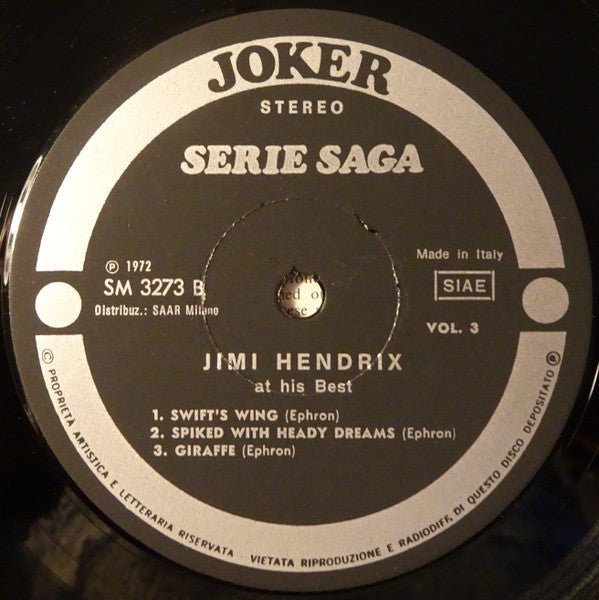 JOKER
STEREO
SERIE SAGA
℗ 1972
SM 3273 B
Distribuz.: SAAR Milano
Made in Italy
SIAE
VOL. 3
JIMI HENDRIX
at his Best
1. SWIFT'S WING (Ephron)
2. SPIKED WITH HEADY DREAMS (Ephron)
3. GIRAFFE (Ephron)
© PROPRIETÀ ARTISTICA E LETTERARIA RISERVATA - VIETATA RIPRODUZIONE E RADIODIFF. DI QUESTO DISCO DEPOSITATO ℗